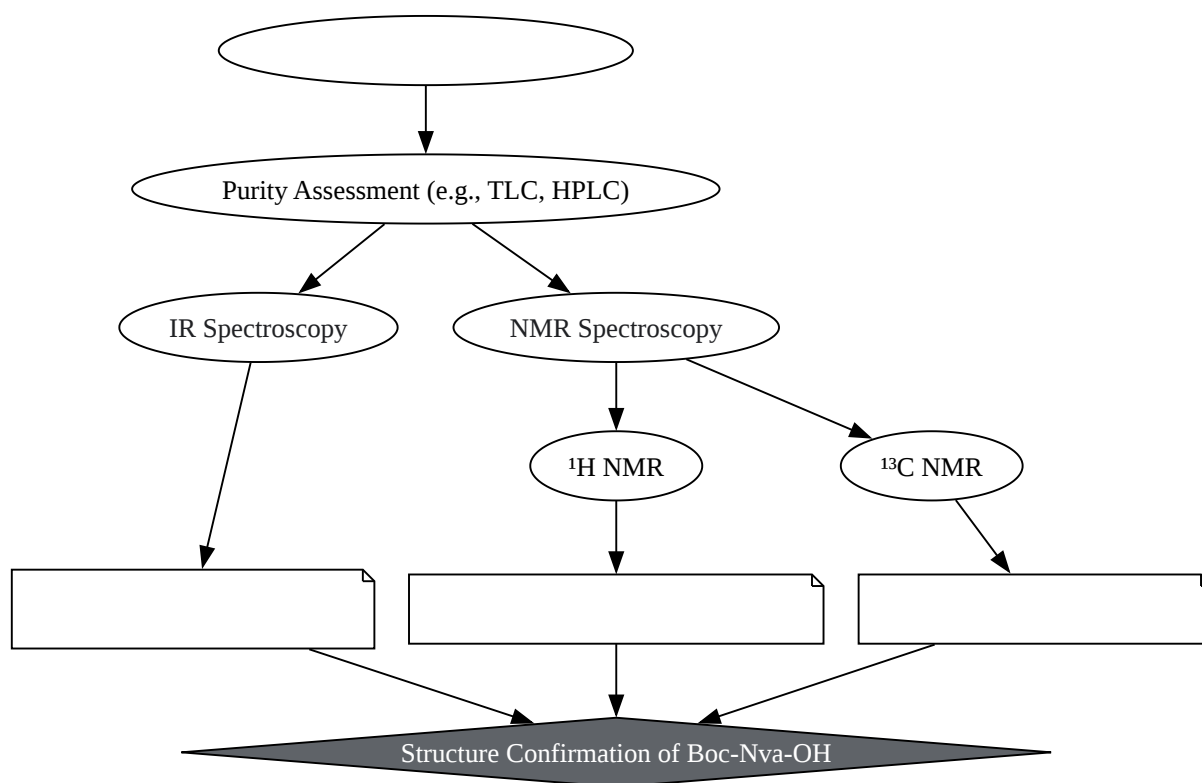 Purity Assessment (e.g., TLC, HPLC)
IR Spectroscopy
NMR Spectroscopy
¹H NMR
¹³C NMR
Structure Confirmation of Boc-Nva-OH